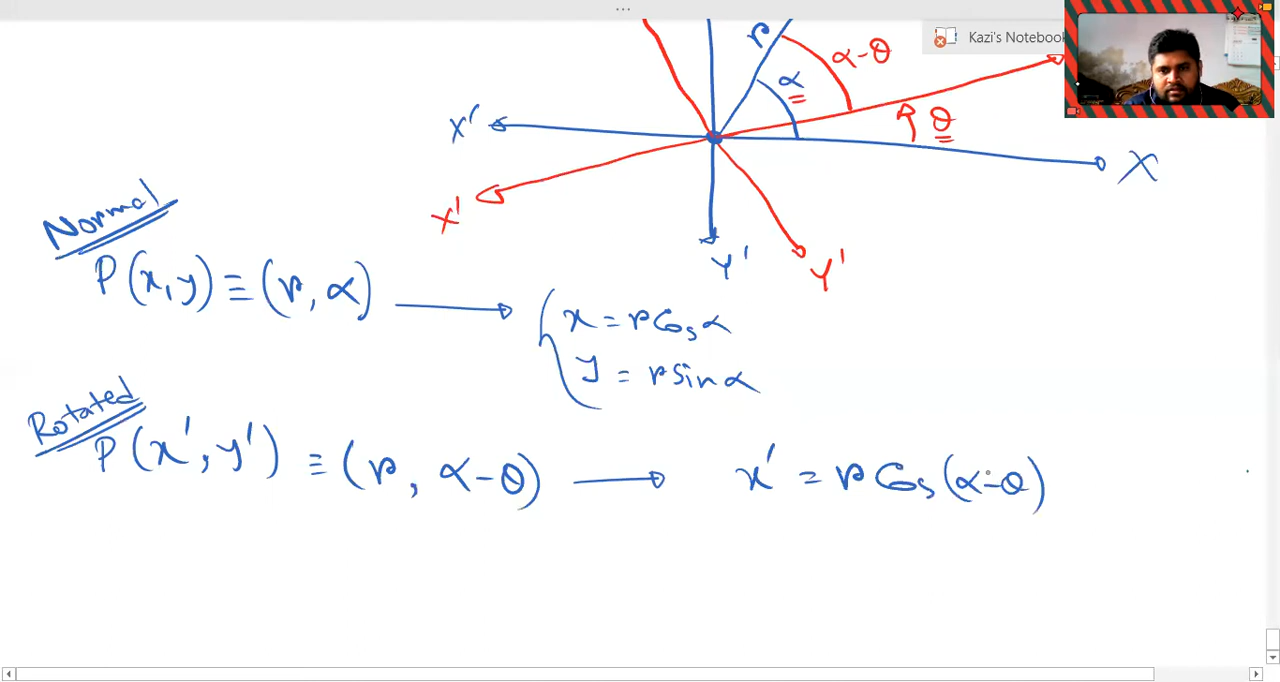 ...
Kazi's Notebook
r
α-θ
α
θ
X'
X
X'
Y'
Y'
Normal
P(x,y) ≡ (r, α)
x = r Cos α
y = r sin α
Rotated
P(x', y') ≡ (r, α-θ) → x' = r Cos(α-θ)